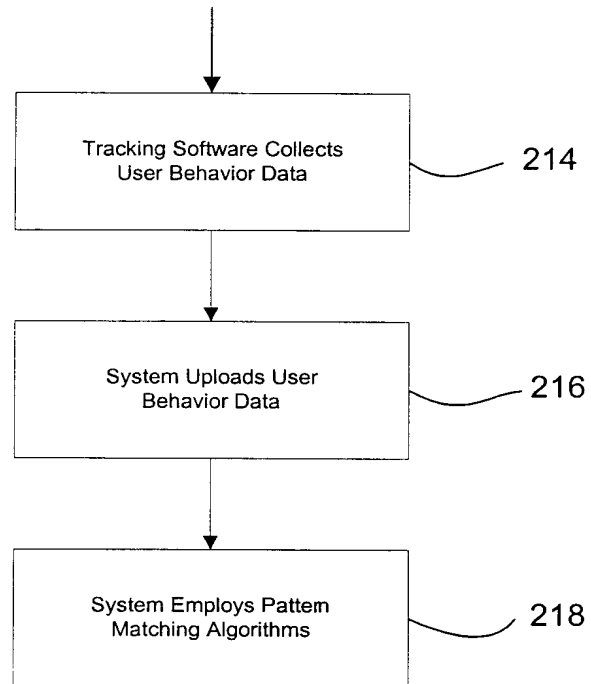 Tracking Software Collects
User Behavior Data
214
System Uploads User
Behavior Data
216
System Employs Pattern
Matching Algorithms
218